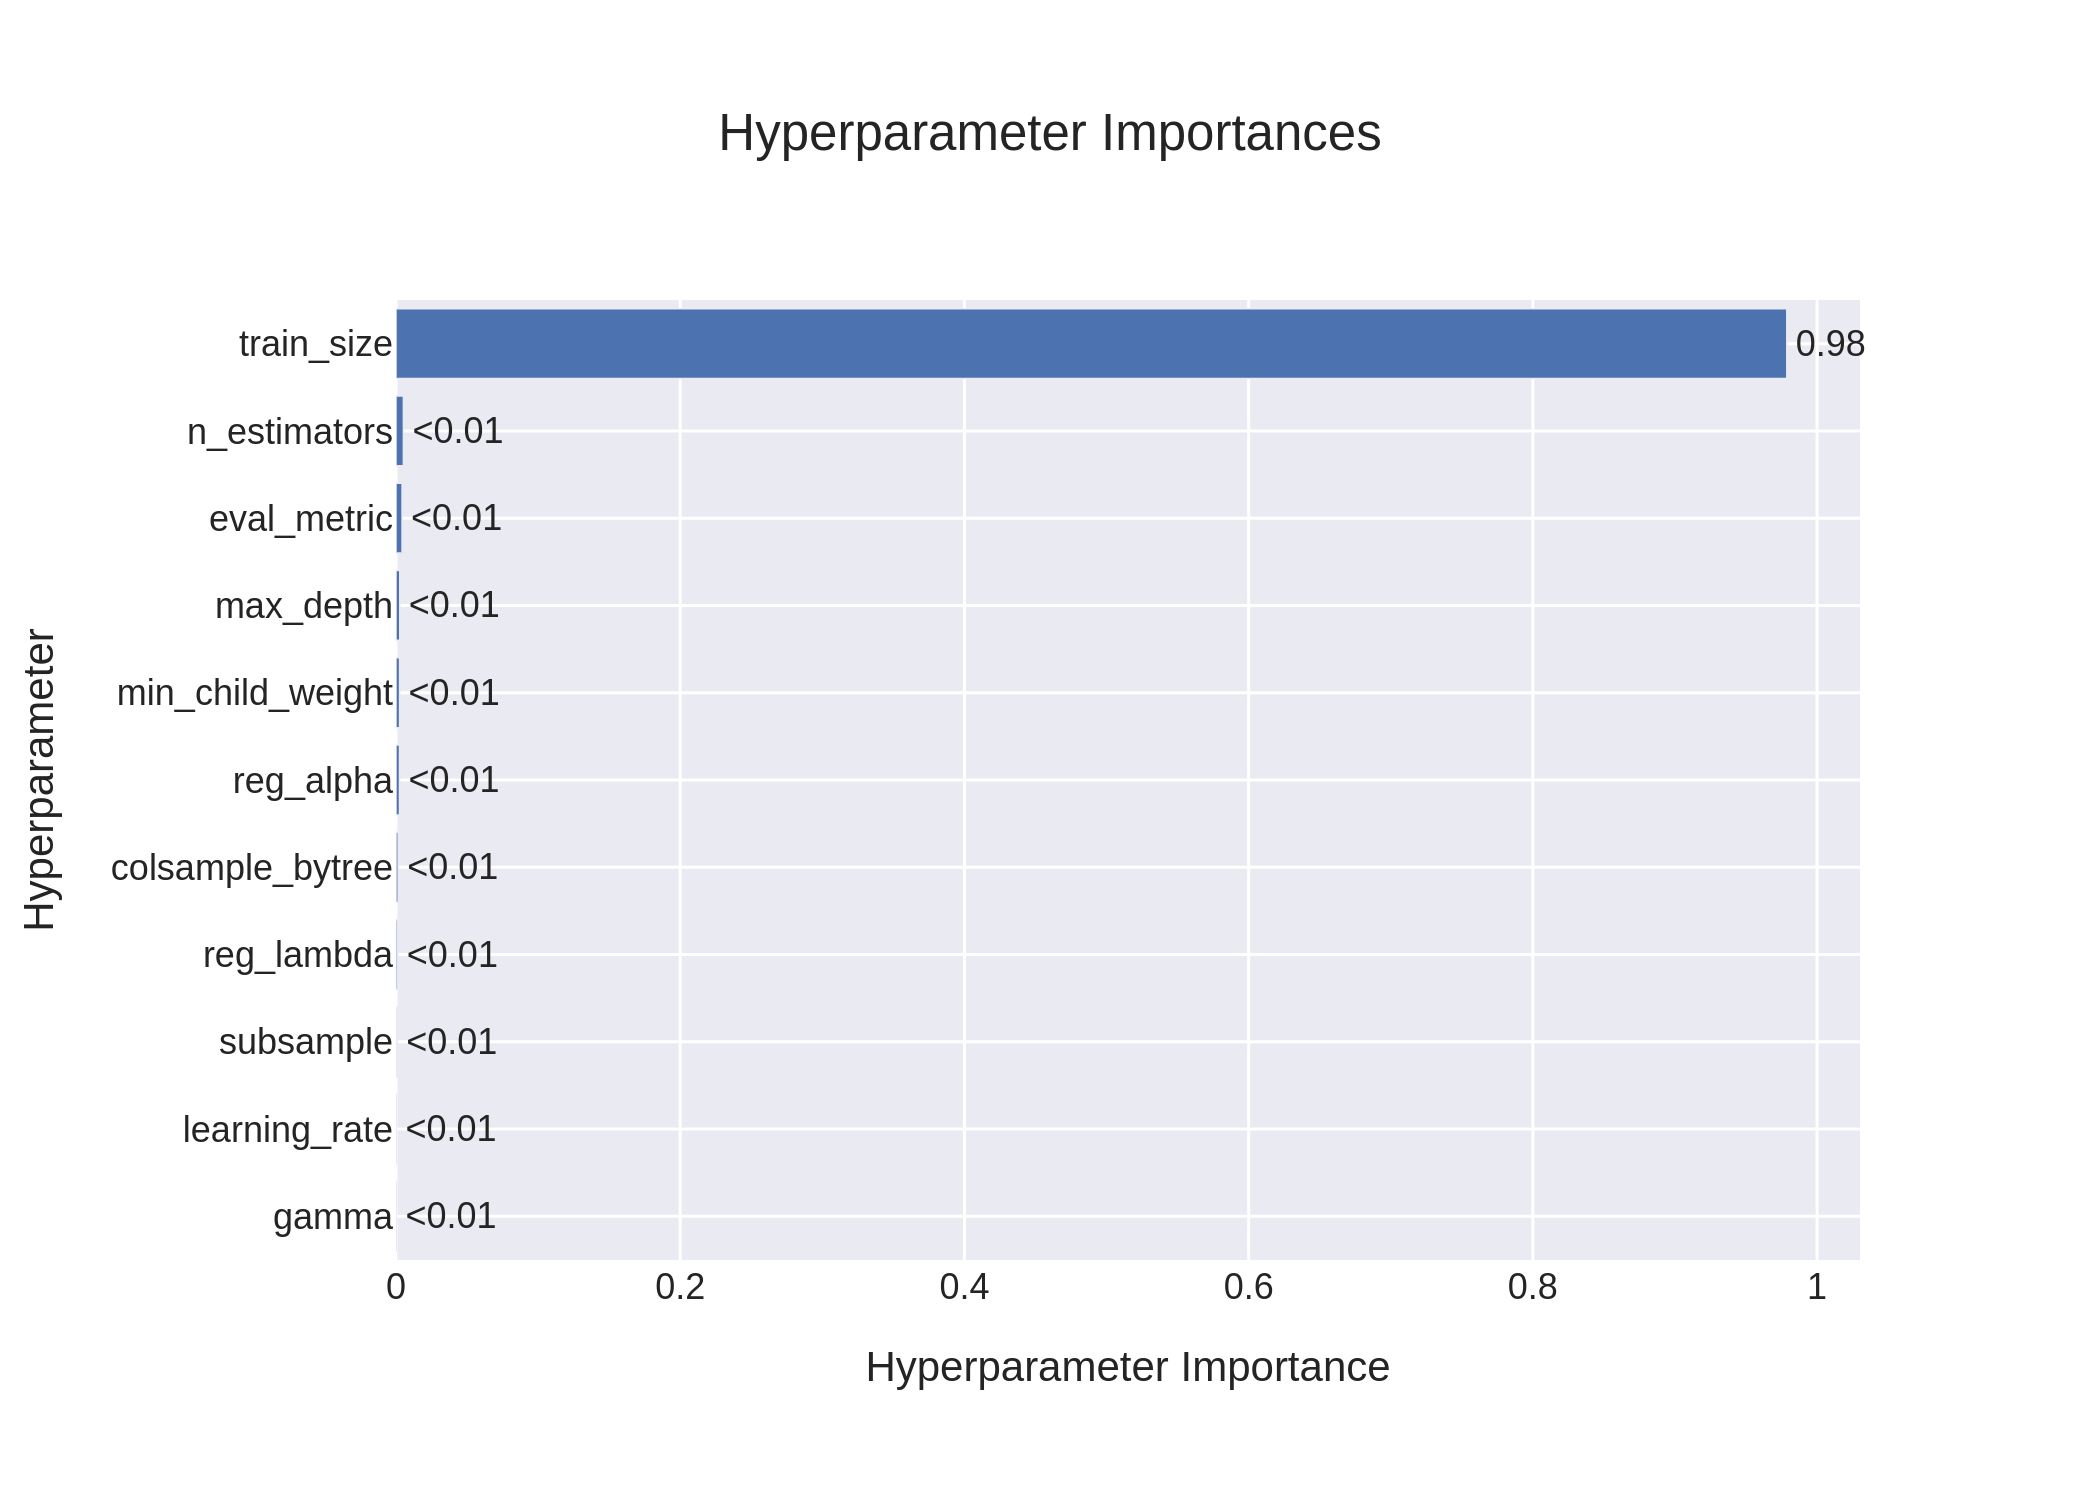 Hyperparameter Importances
Hyperparameter
train_size 0.98
n_estimators <0.01
eval_metric <0.01
max_depth <0.01
min_child_weight <0.01
reg_alpha <0.01
colsample_bytree <0.01
reg_lambda <0.01
subsample <0.01
learning_rate <0.01
gamma <0.01
0 0.2 0.4 0.6 0.8 1
Hyperparameter Importance